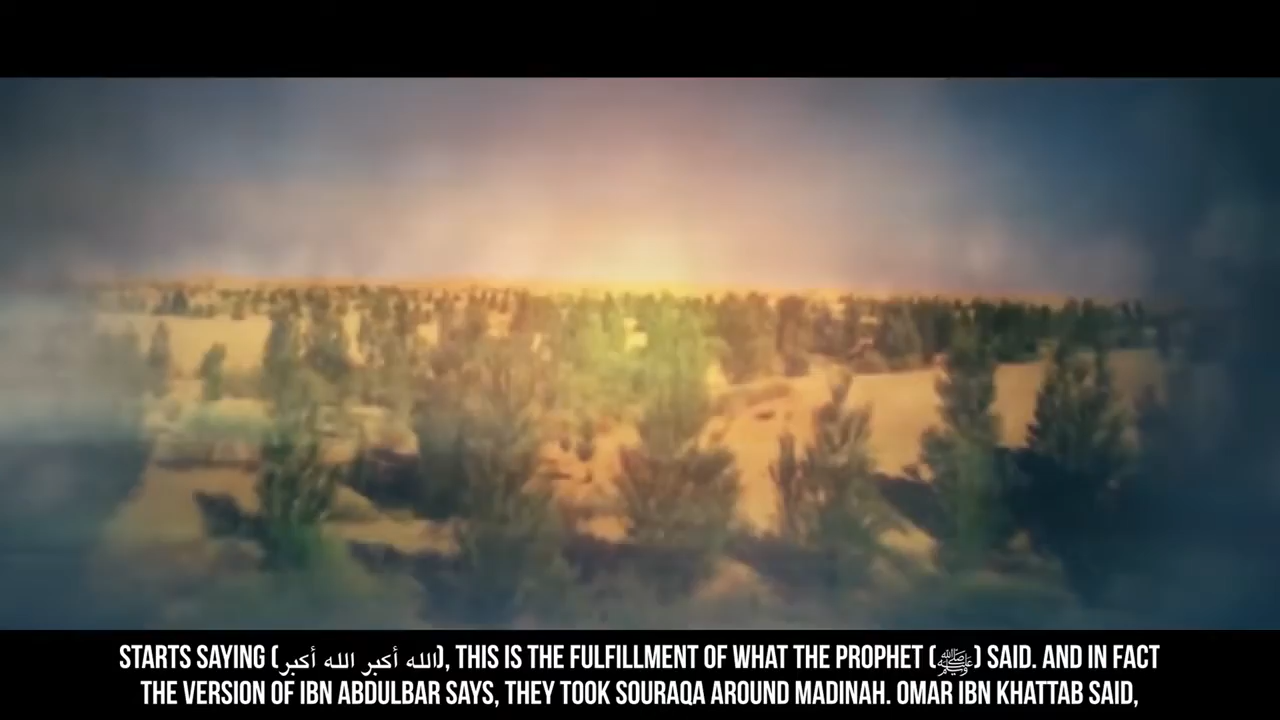 STARTS SAYING (الله أكبر الله أكبر), THIS IS THE FULFILLMENT OF WHAT THE PROPHET (ﷺ) SAID. AND IN FACT
THE VERSION OF IBN ABDULBAR SAYS, THEY TOOK SOURAQA AROUND MADINAH. OMAR IBN KHATTAB SAID,